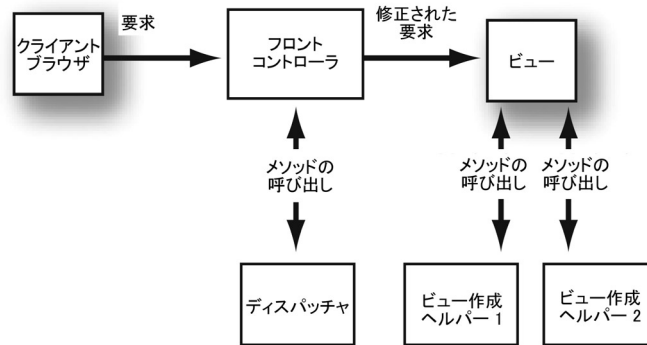 要求
修正された
要求
クライアント
ブラウザ
フロント
コントローラ
ビュー
メソッドの
呼び出し
メソッドの
呼び出し
メソッドの
呼び出し
ディスパッチャ
ビュー作成
ヘルパー 1
ビュー作成
ヘルパー 2